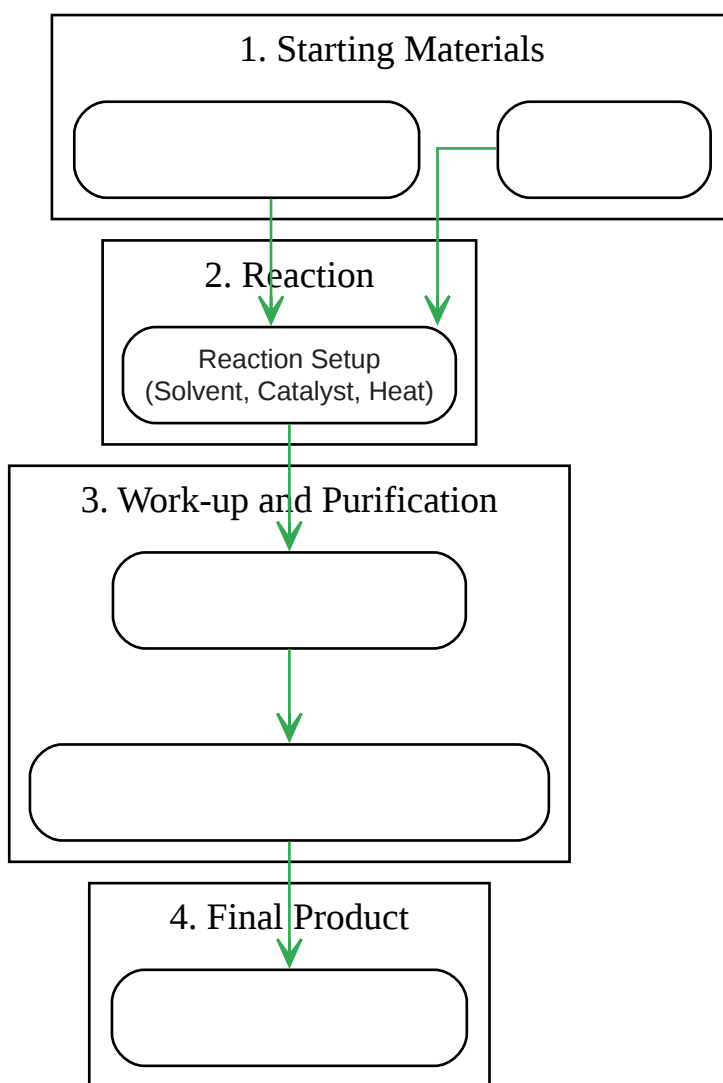 1. Starting Materials
2. Reaction
Reaction Setup
(Solvent, Catalyst, Heat)
3. Work-up and Purification
4. Final Product